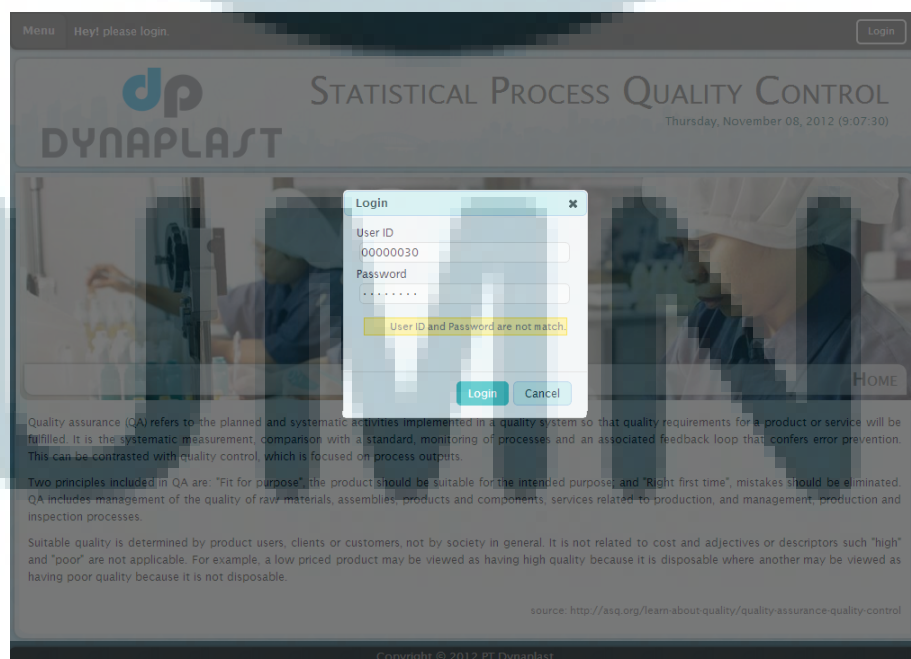 Menu Hey! please login. Login
dp
DYNAPLAST
STATISTICAL PROCESS QUALITY CONTROL
Thursday, November 08, 2012 (9:07:30)
Login ✖
User ID
00000030
Password
········
User ID and Password are not match.
Login Cancel
HOME
Quality assurance (QA) refers to the planned and systematic activities implemented in a quality system so that quality requirements for a product or service will be
fulfilled. It is the systematic measurement, comparison with a standard, monitoring of processes and an associated feedback loop that confers error prevention.
This can be contrasted with quality control, which is focused on process outputs.
Two principles included in QA are: "Fit for purpose", the product should be suitable for the intended purpose; and "Right first time", mistakes should be eliminated.
QA includes management of the quality of raw materials, assemblies, products and components, services related to production, and management, production and
inspection processes.
Suitable quality is determined by product users, clients or customers, not by society in general. It is not related to cost and adjectives or descriptors such "high"
and "poor" are not applicable. For example, a low priced product may be viewed as having high quality because it is disposable where another may be viewed as
having poor quality because it is not disposable.
source: http://asq.org/learn-about-quality/quality-assurance-quality-control
Copyright © 2012 PT Dynaplast
UMN